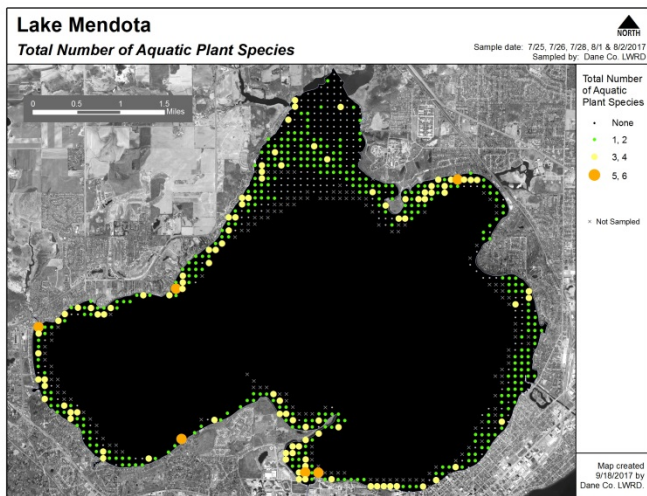 Lake Mendota
Total Number of Aquatic Plant Species
NORTH
Sample date: 7/25, 7/26, 7/28, 8/1 & 8/2/2017
Sampled by: Dane Co. LWRD
0 0.5 1 1.5
Miles
Total Number
of Aquatic
Plant Species
None
1, 2
3, 4
5, 6
Not Sampled
Map created
9/18/2017 by
Dane Co. LWRD.